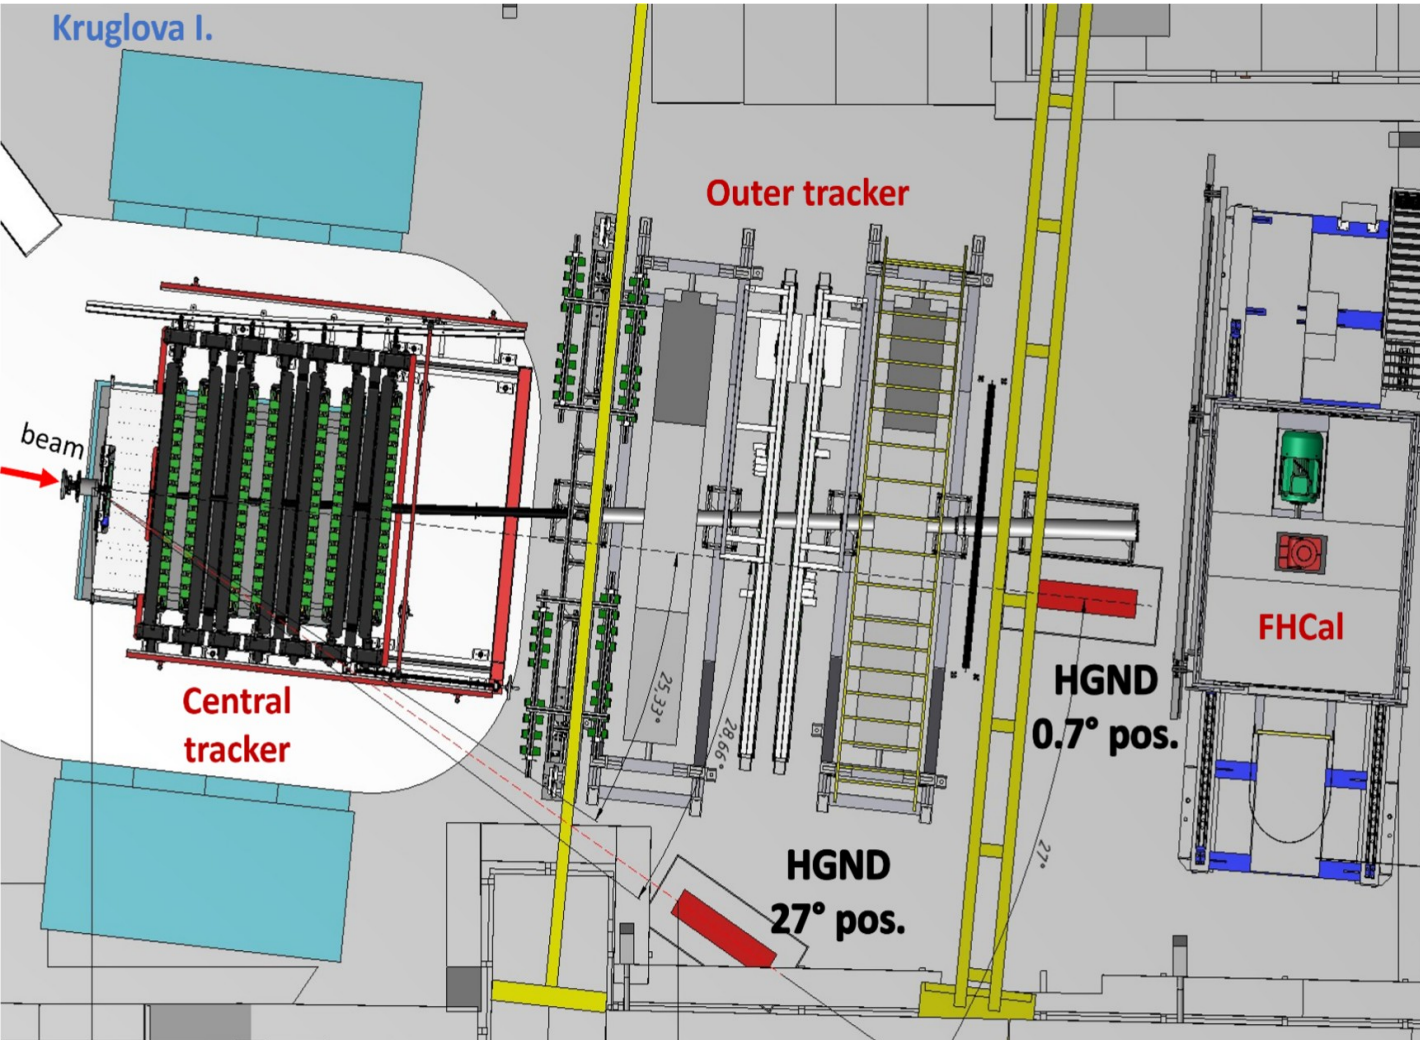 Kruglova I.
Outer tracker
beam
Central
tracker
25,33°
28,66°
HGND
0.7° pos.
FHCal
27°
HGND
27° pos.